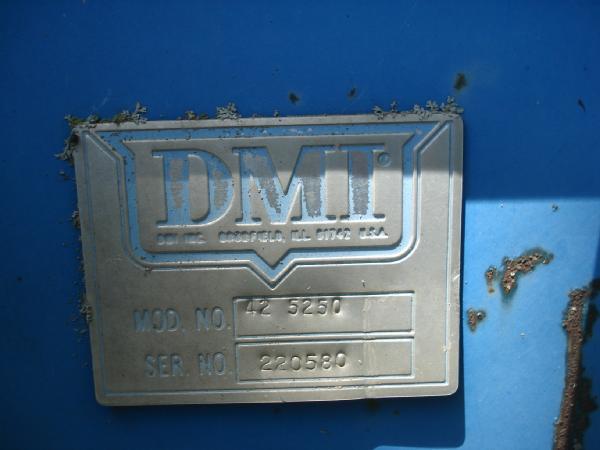 DMI®
DMI INC. GOODFIELD, ILL. 61742 U.S.A.
MOD. NO. 42 5250
SER. NO. 220580